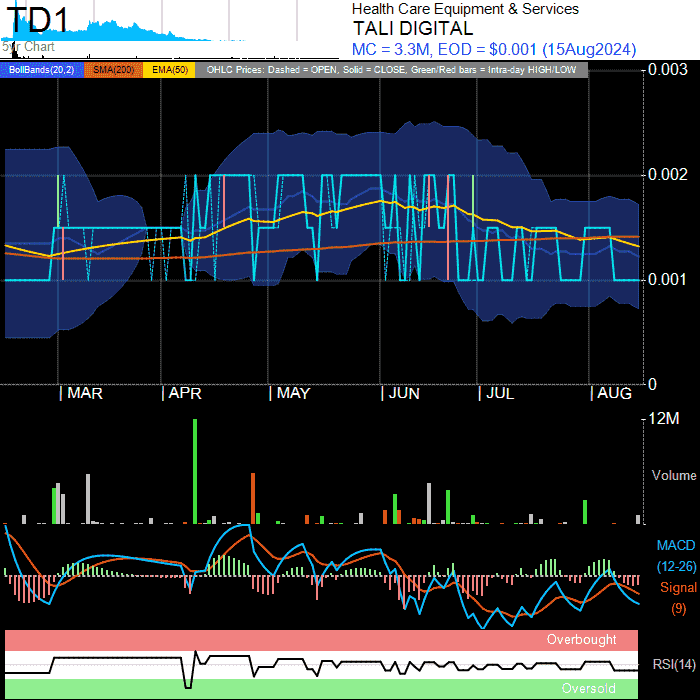 TD1
Health Care Equipment & Services
TALI DIGITAL
5yr Chart
MC = 3.3M, EOD = $0.001 (15Aug2024)
BollBands(20,2) SMA(200) EMA(50) OHLC Prices: Dashed = OPEN, Solid = CLOSE, Green/Red bars = Intra-day HIGH/LOW
0.003
0.002
0.001
0
| MAR | APR | MAY | JUN | JUL | AUG
12M
Volume
MACD
(12-26)
Signal
(9)
Overbought
RSI(14)
Oversold